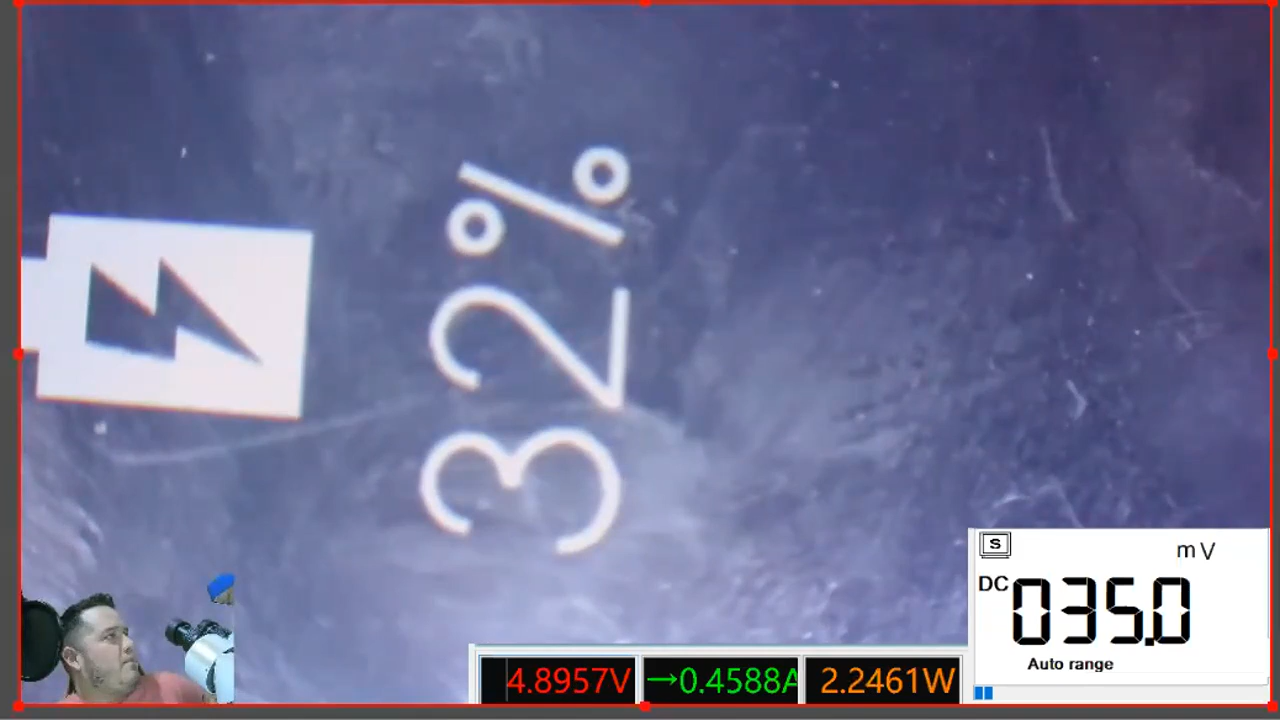 32%
S
mV
DC 035.0
Auto range
4.8957V →0.4588A 2.2461W